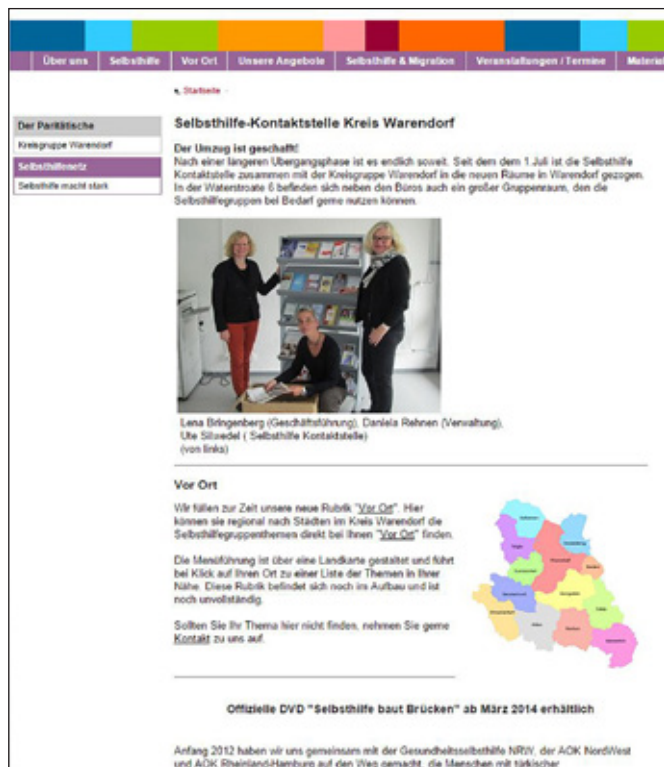 Über uns Selbsthilfe Vor Ort Unsere Angebote Selbsthilfe & Migration Veranstaltungen / Termine Material
Startseite
Der Paritätische
Kreisgruppe Warendorf
Selbsthilfenetz
Selbsthilfe macht stark
Selbsthilfe-Kontaktstelle Kreis Warendorf
Der Umzug ist geschafft!
Nach einer längeren Übergangsphase ist es endlich soweit. Seit dem dem 1.Juli ist die Selbsthilfe
Kontaktstelle zusammen mit der Kreisgruppe Warendorf in die neuen Räume in Warendorf gezogen.
In der Waterstroate 6 befinden sich neben den Büros auch ein großer Gruppenraum, den die
Selbsthilfegruppen bei Bedarf gerne nutzen können.
Lena Bringenberg (Geschäftsführung), Daniela Rehnen (Verwaltung),
Ute ( Selbsthilfe Kontaktstelle)
(von links)
Vor Ort
Wir füllen zur Zeit unsere neue Rubrik "Vor Ort". Hier
können sie regional nach Städten im Kreis Warendorf die
Selbsthilfegruppenthemen direkt bei Ihnen "Vor Ort" finden.
Die Menüführung ist über eine Landkarte gestaltet und führt
bei Klick auf Ihren Ort zu einer Liste der Themen in Ihrer
Nähe. Diese Rubrik befindet sich noch im Aufbau und ist
noch unvollständig.
Sollten Sie Ihr Thema hier nicht finden, nehmen Sie gerne
Kontakt zu uns auf.
Offizielle DVD "Selbsthilfe baut Brücken" ab März 2014 erhältlich
Anfang 2012 haben wir uns gemeinsam mit der Gesundheitsselbsthilfe NRW, der AOK NordWest
und AOK Rheinland-Hamburg auf den Weg gemacht, die Menschen mit türkischer